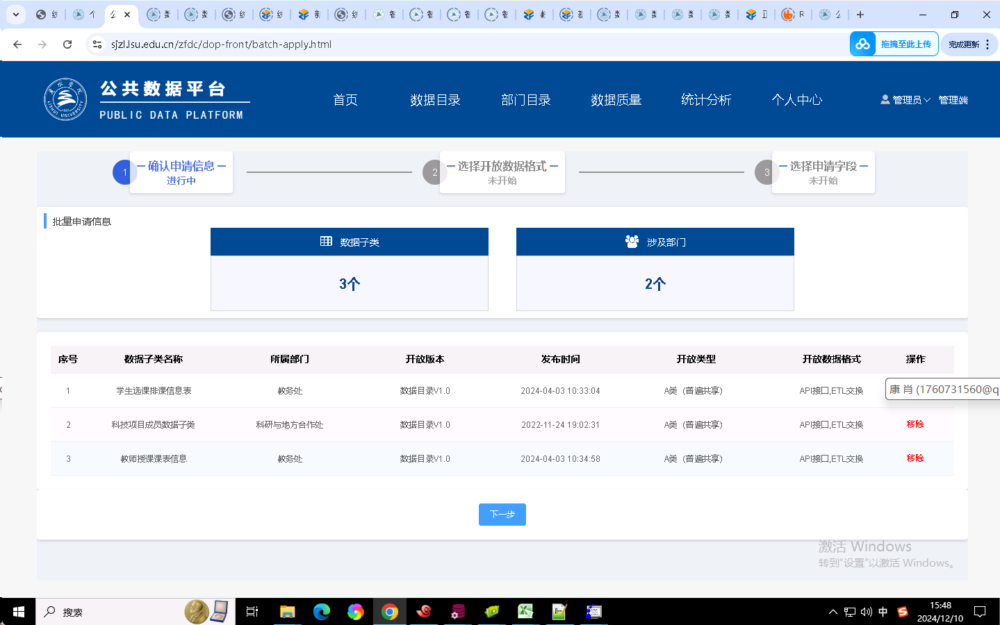 sjzl.lsu.edu.cn/zfdc/dop-front/batch-apply.html
拖拽至此上传
完成更新
公共数据平台
PUBLIC DATA PLATFORM
首页
数据目录
部门目录
数据质量
统计分析
个人中心
管理员
管理端
1
确认申请信息
进行中
2
选择开放数据格式
未开始
3
选择申请字段
未开始
批量申请信息
数据子类
3个
涉及部门
2个
序号 数据子类名称 所属部门 开放版本 发布时间 开放类型 开放数据格式 操作
1 学生选课排课信息表 教务处 数据目录V1.0 2024-04-03 10:33:04 A类 (普遍共享) API接口,ETL交换
康 肖 (1760731560@q
2 科技项目成员数据子类 科研与地方合作处 数据目录V1.0 2022-11-24 19:02:31 A类 (普遍共享) API接口,ETL交换 移除
3 教师授课课表信息 教务处 数据目录V1.0 2024-04-03 10:34:58 A类 (普遍共享) API接口,ETL交换 移除
下一步
激活 Windows
转到“设置”以激活 Windows。
搜索
中
15:48
2024/12/10